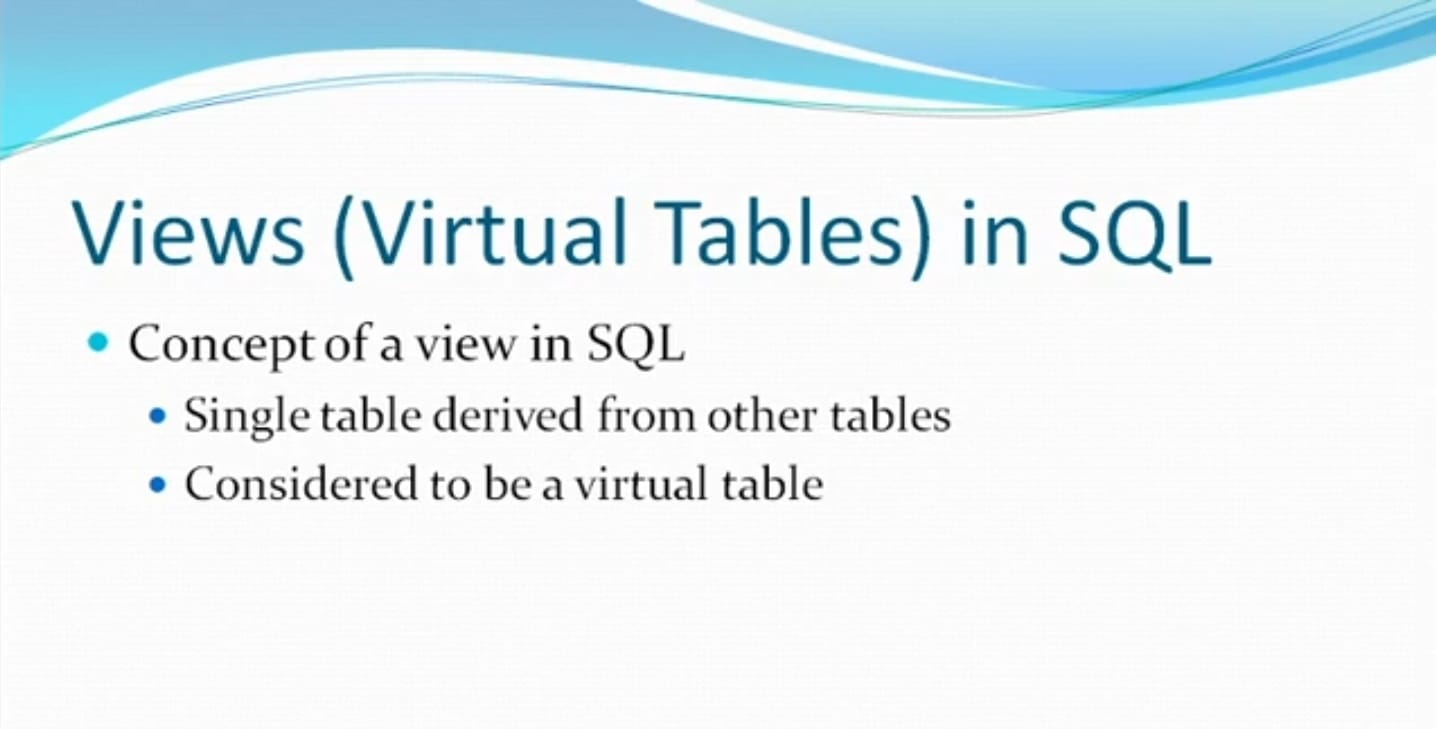 Views (Virtual Tables) in SQL
Concept of a view in SQL
Single table derived from other tables
Considered to be a virtual table